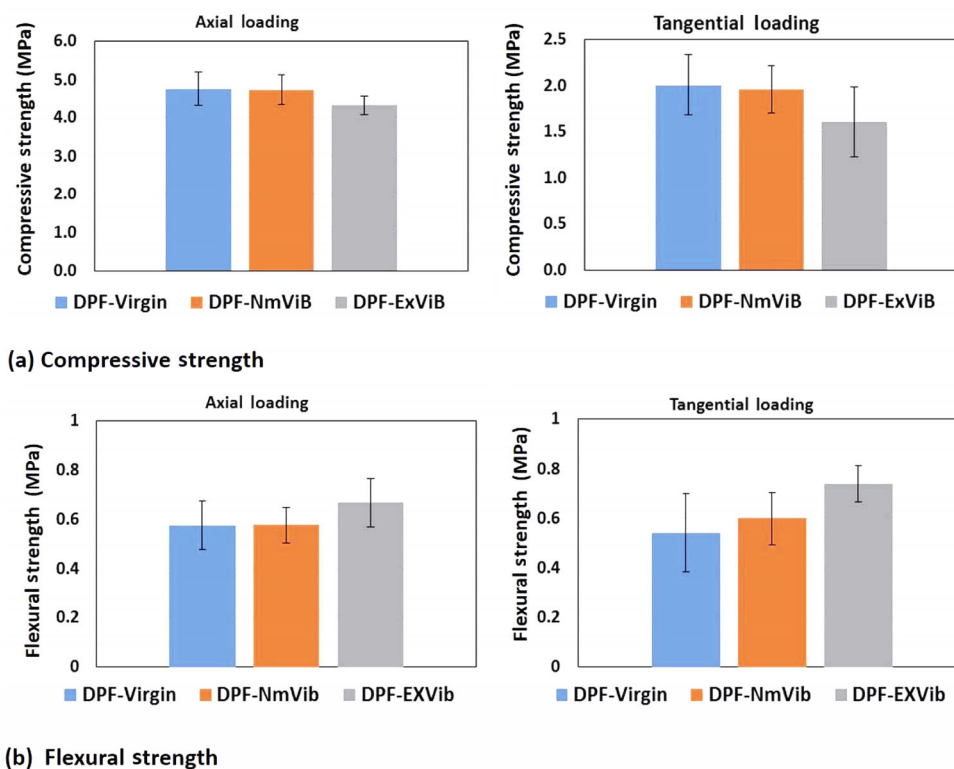 Axial loading
Compressive strength (MPa)
6.0
5.0
4.0
3.0
2.0
1.0
0.0
DPF-Virgin DPF-NmViB DPF-ExViB
Tangential loading
Compressive strength (MPa)
2.5
2.0
1.5
1.0
0.5
0.0
DPF-Virgin DPF-NmViB DPF-ExViB
(a) Compressive strength
Axial loading
Flexural strength (MPa)
1
0.8
0.6
0.4
0.2
0
DPF-Virgin DPF-NmVib DPF-EXVib
Tangential loading
Flexural strength (MPa)
1
0.8
0.6
0.4
0.2
0
DPF-Virgin DPF-NmVib DPF-EXVib
(b) Flexural strength